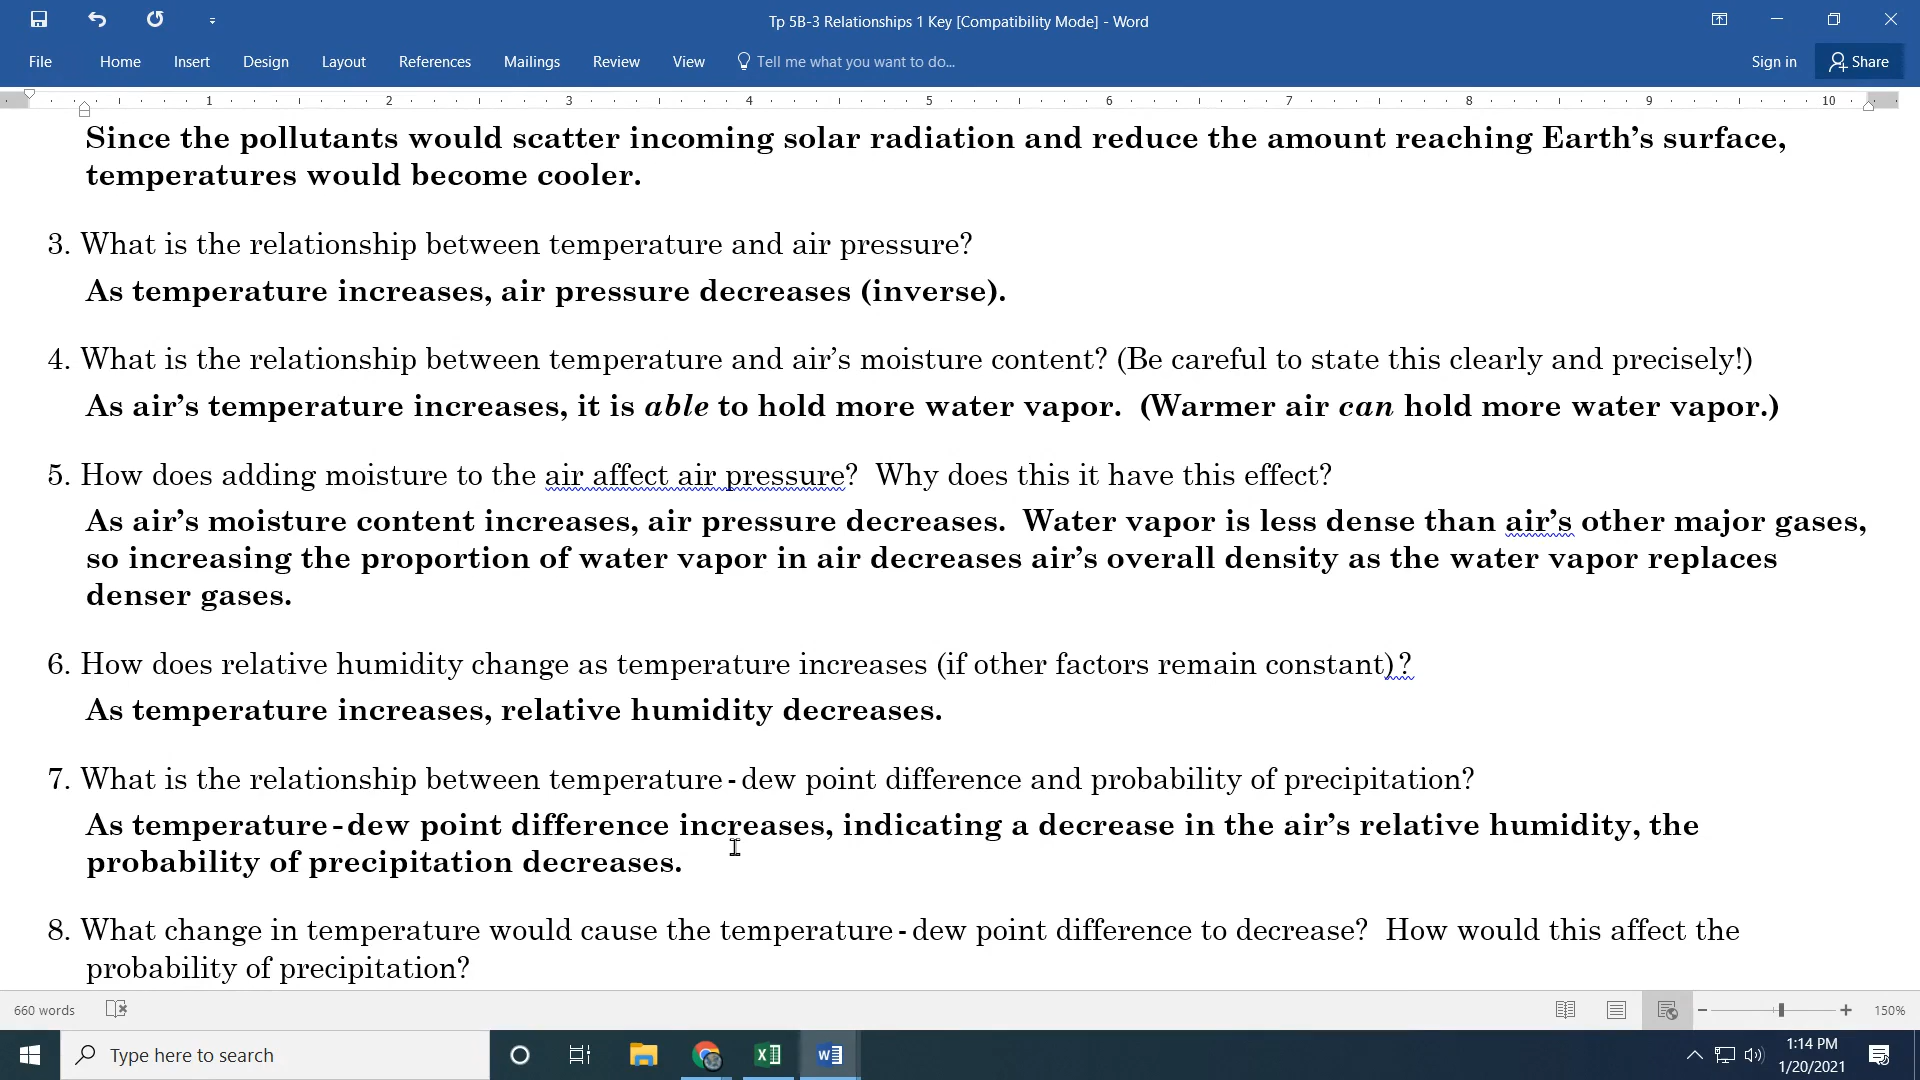 Tp 5B-3 Relationships 1 Key [Compatibility Mode] - Word
File Home Insert Design Layout References Mailings Review View Tell me what you want to do... Sign in Share
1 2 3 4 5 6 7 8 9 10
Since the pollutants would scatter incoming solar radiation and reduce the amount reaching Earth’s surface,
temperatures would become cooler.
3. What is the relationship between temperature and air pressure?
As temperature increases, air pressure decreases (inverse).
4. What is the relationship between temperature and air’s moisture content? (Be careful to state this clearly and precisely!)
As air’s temperature increases, it is able to hold more water vapor. (Warmer air can hold more water vapor.)
5. How does adding moisture to the air affect air pressure? Why does this it have this effect?
As air’s moisture content increases, air pressure decreases. Water vapor is less dense than air’s other major gases,
so increasing the proportion of water vapor in air decreases air’s overall density as the water vapor replaces
denser gases.
6. How does relative humidity change as temperature increases (if other factors remain constant)?
As temperature increases, relative humidity decreases.
7. What is the relationship between temperature-dew point difference and probability of precipitation?
As temperature-dew point difference increases, indicating a decrease in the air’s relative humidity, the
probability of precipitation decreases.
8. What change in temperature would cause the temperature-dew point difference to decrease? How would this affect the
probability of precipitation?
660 words 150%
Type here to search
1:14 PM
1/20/2021